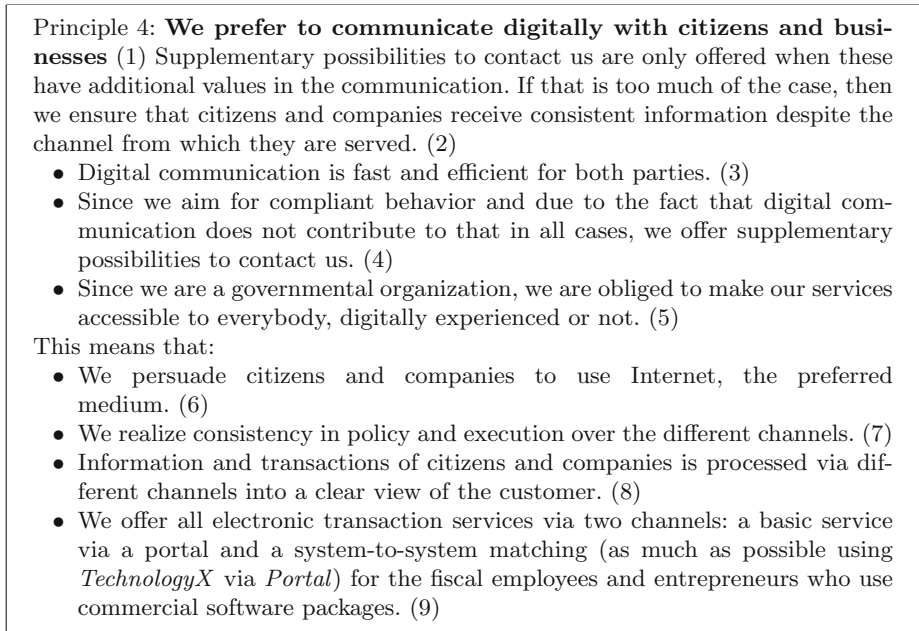 Principle 4: We prefer to communicate digitally with citizens and busi-
nesses (1) Supplementary possibilities to contact us are only offered when these
have additional values in the communication. If that is too much of the case, then
we ensure that citizens and companies receive consistent information despite the
channel from which they are served. (2)
• Digital communication is fast and efficient for both parties. (3)
• Since we aim for compliant behavior and due to the fact that digital com-
munication does not contribute to that in all cases, we offer supplementary
possibilities to contact us. (4)
• Since we are a governmental organization, we are obliged to make our services
accessible to everybody, digitally experienced or not. (5)
This means that:
• We persuade citizens and companies to use Internet, the preferred
medium. (6)
• We realize consistency in policy and execution over the different channels. (7)
• Information and transactions of citizens and companies is processed via dif-
ferent channels into a clear view of the customer. (8)
• We offer all electronic transaction services via two channels: a basic service
via a portal and a system-to-system matching (as much as possible using
TechnologyX via Portal) for the fiscal employees and entrepreneurs who use
commercial software packages. (9)